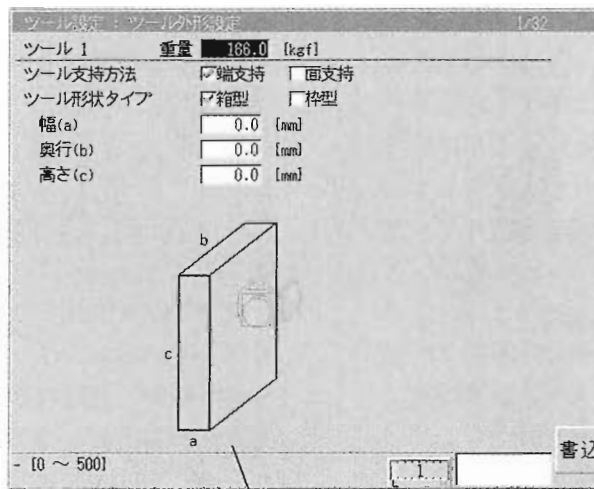 ツール設定 : ツール外形設定 1/32
ツール 1 重量 166.0 [kgf]
ツール支持方法 端支持 面支持
ツール形状タイプ 箱型 枠型
幅(a) 0.0 [mm]
奥行(b) 0.0 [mm]
高さ(c) 0.0 [mm]
b
c
a
- [0 ～ 500] 1
書込